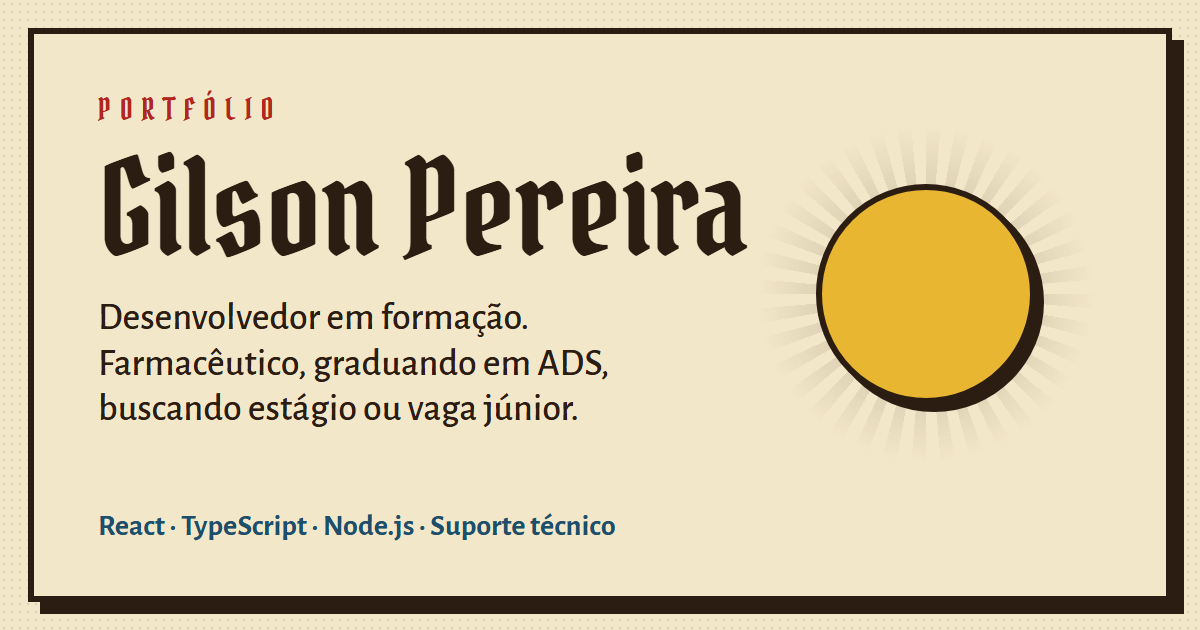 PORTFÓLIO
Gilson Pereira
Desenvolvedor em formação.
Farmacêutico, graduando em ADS,
buscando estágio ou vaga júnior.
React · TypeScript · Node.js · Suporte técnico